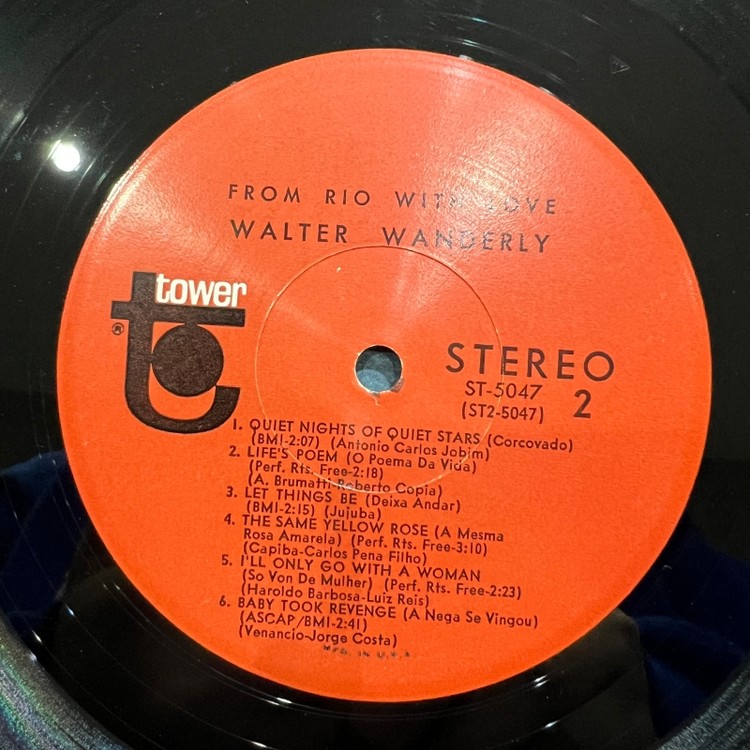 FROM RIO WITH LOVE
WALTER WANDERLY
tower
®
STEREO
ST-5047
(ST2-5047)
2
1. QUIET NIGHTS OF QUIET STARS (Corcovado)
(BMI-2:07) (Antonio Carlos Jobim)
2. LIFE'S POEM (O Poema Da Vida)
(Perf. Rts. Free-2:18)
(A. Brumatti-Roberto Copia)
3. LET THINGS BE (Deixa Andar)
(BMI-2:15) (Jujuba)
4. THE SAME YELLOW ROSE (A Mesma
Rosa Amarela) (Perf. Rts. Free-3:10)
(Capiba-Carlos Pena Filho)
5. I'LL ONLY GO WITH A WOMAN
(So Von De Mulher) (Perf. Rts. Free-2:23)
(Haroldo Barbosa-Luiz Reis)
6. BABY TOOK REVENGE (A Nega Se Vingou)
(ASCAP/BMI-2:41)
(Venancio-Jorge Costa)
MFG. IN U.S.A.